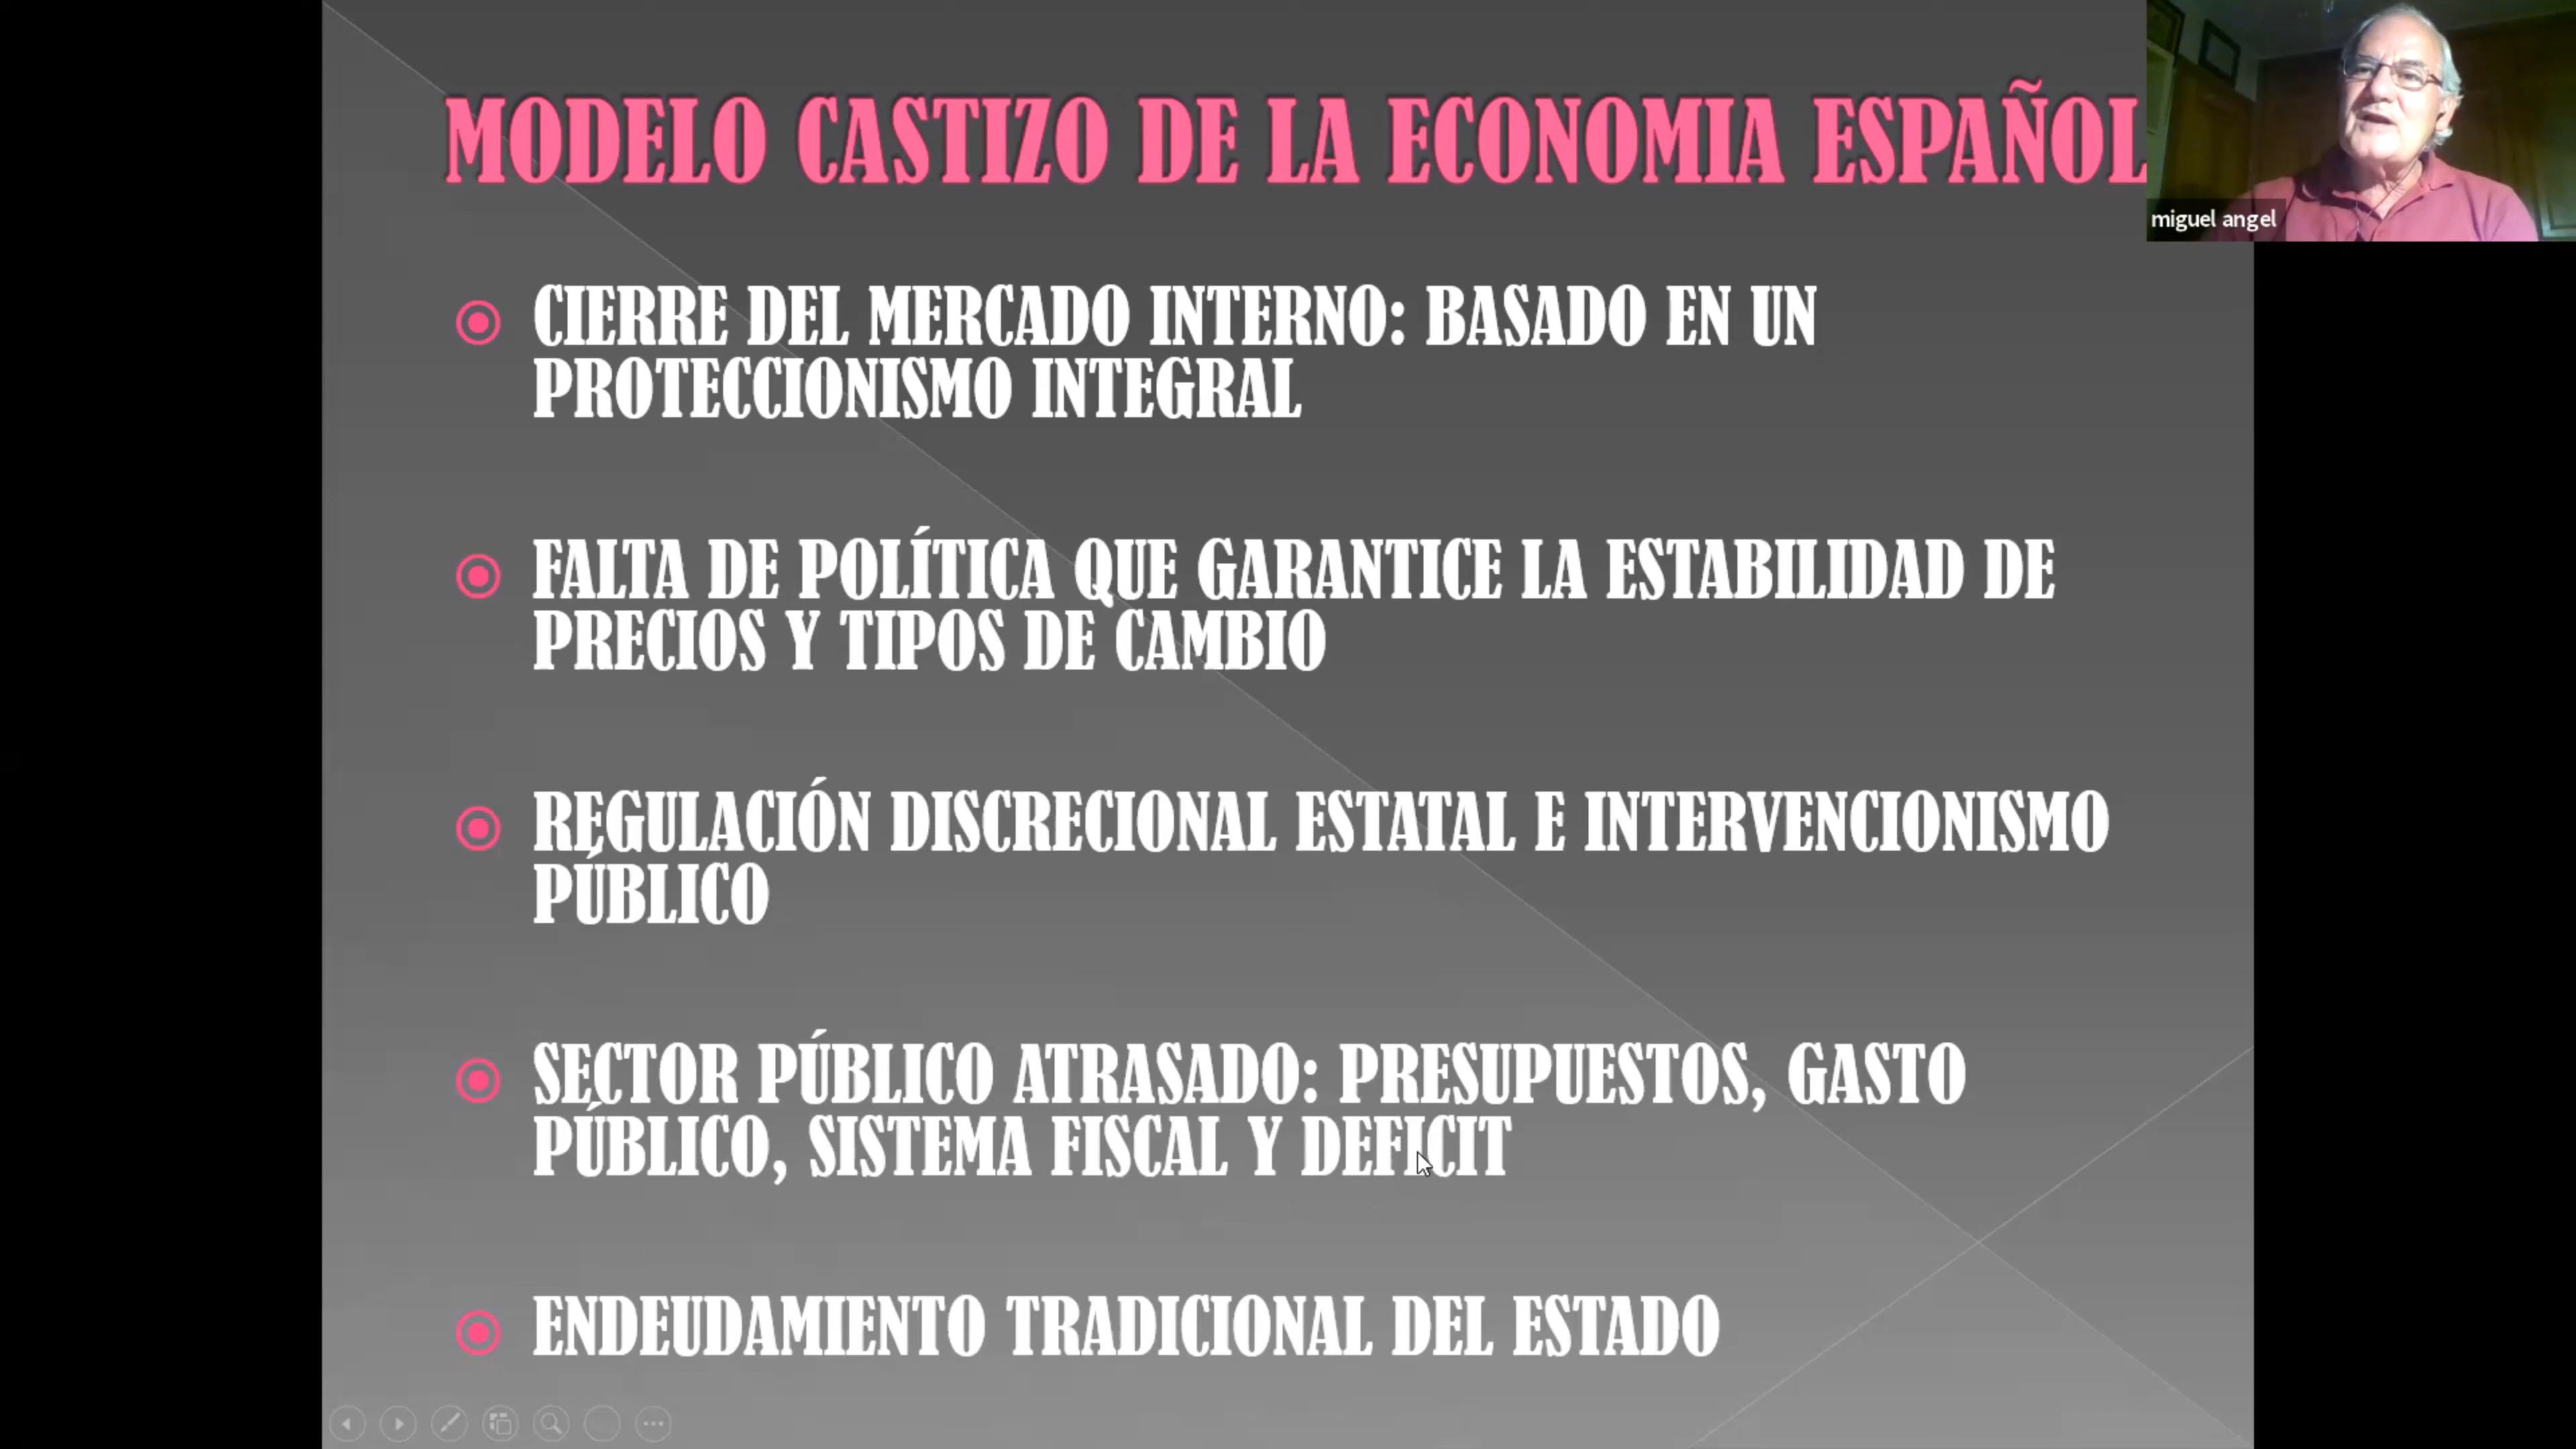 MODELO CASTIZO DE LA ECONOMIA ESPAÑOL
miguel angel
CIERRE DEL MERCADO INTERNO: BASADO EN UN
PROTECCIONISMO INTEGRAL
FALTA DE POLÍTICA QUE GARANTICE LA ESTABILIDAD DE
PRECIOS Y TIPOS DE CAMBIO
REGULACIÓN DISCRECIONAL ESTATAL E INTERVENCIONISMO
PÚBLICO
SECTOR PÚBLICO ATRASADO: PRESUPUESTOS, GASTO
PÚBLICO, SISTEMA FISCAL Y DEFICIT
ENDEUDAMIENTO TRADICIONAL DEL ESTADO